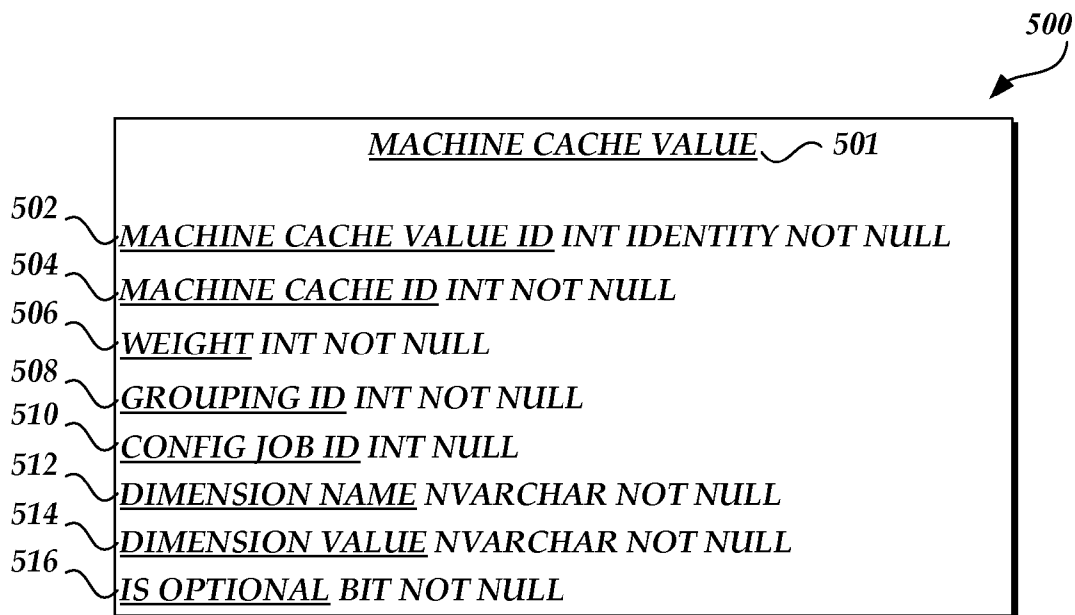 500
MACHINE CACHE VALUE 501
502
MACHINE CACHE VALUE ID INT IDENTITY NOT NULL
504
MACHINE CACHE ID INT NOT NULL
506
WEIGHT INT NOT NULL
508
GROUPING ID INT NOT NULL
510
CONFIG JOB ID INT NULL
512
DIMENSION NAME NVARCHAR NOT NULL
514
DIMENSION VALUE NVARCHAR NOT NULL
516
IS OPTIONAL BIT NOT NULL